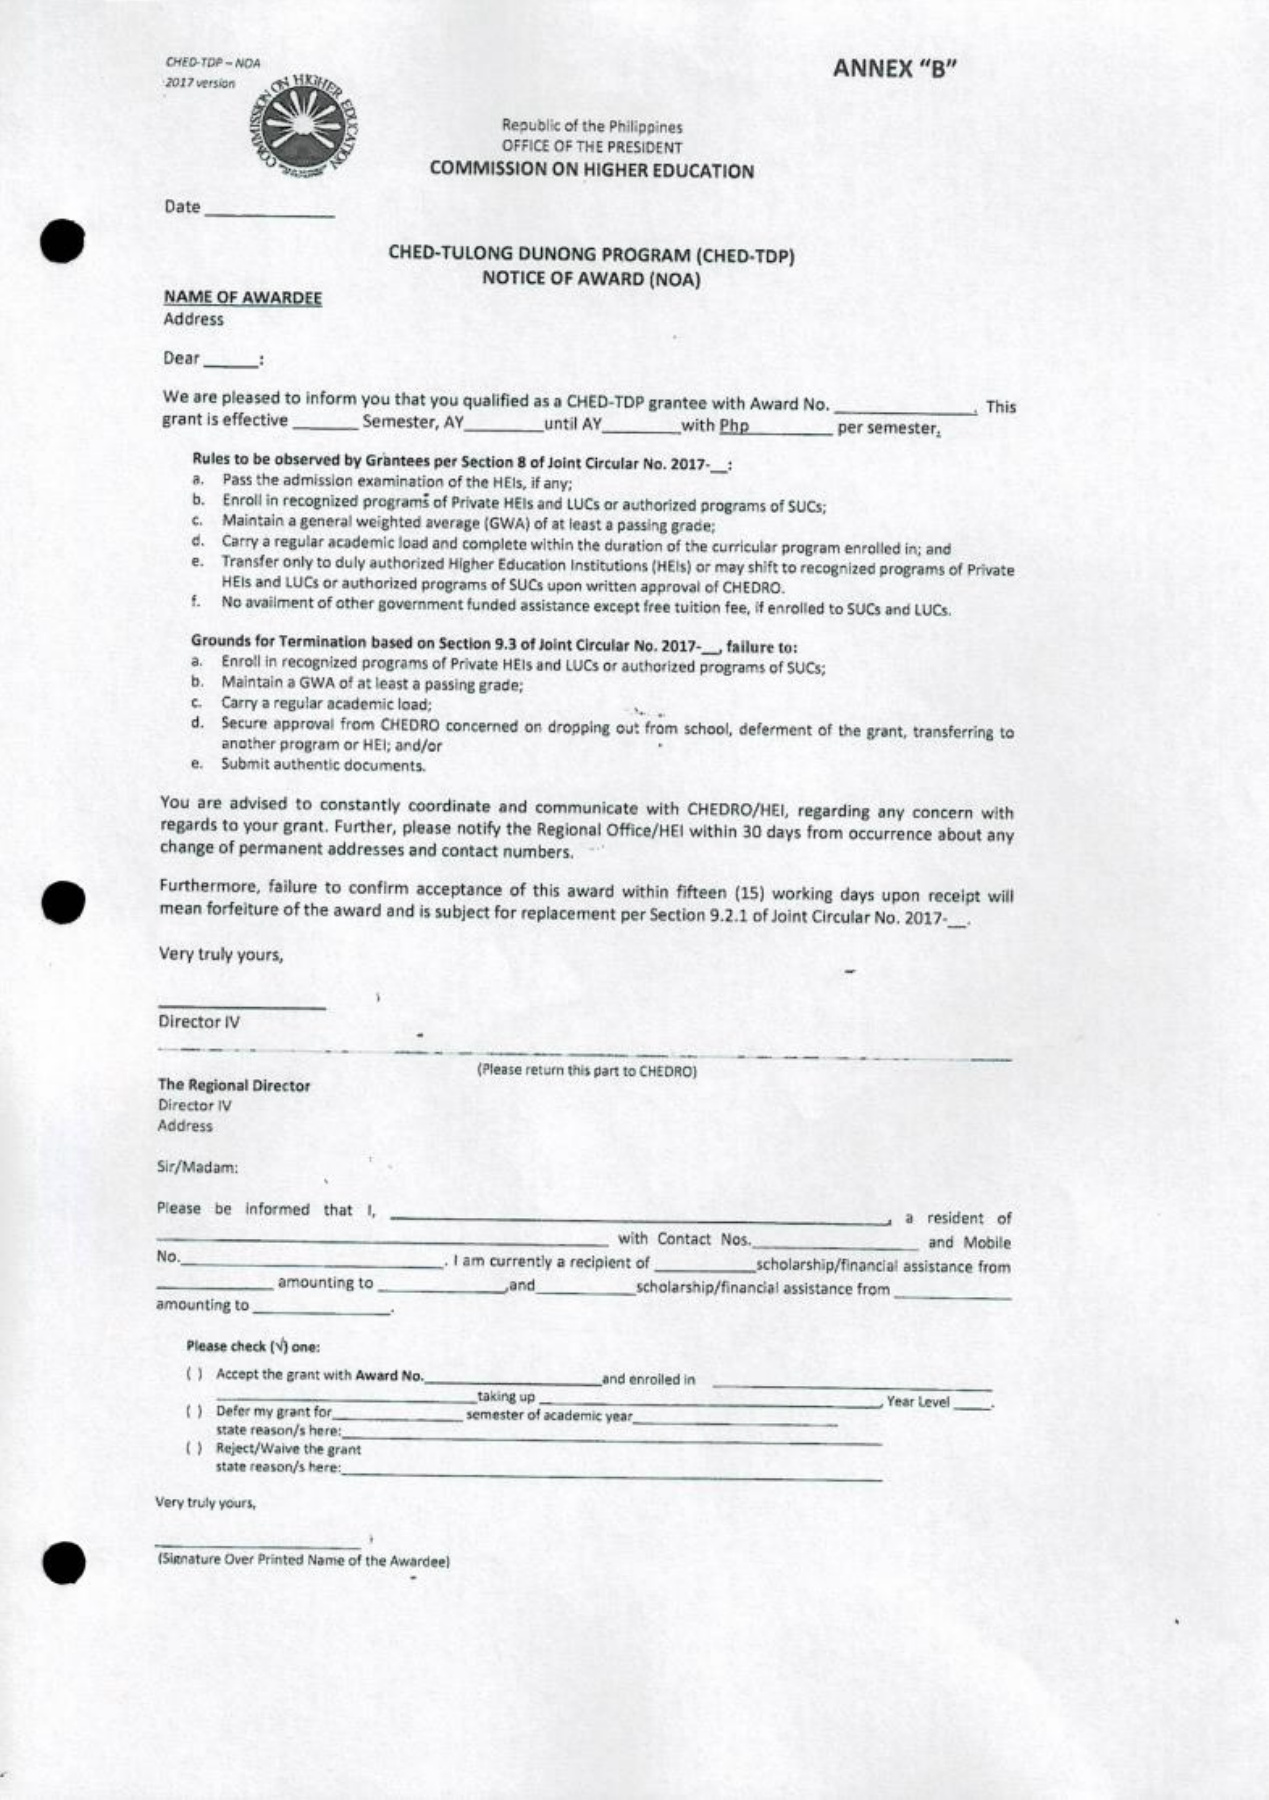 CHED-TDP – NOA
2017 version
ANNEX "B"
COMMISSION ON HIGHER EDUCATION
Republic of the Philippines
OFFICE OF THE PRESIDENT
COMMISSION ON HIGHER EDUCATION
Date ____________
CHED-TULONG DUNONG PROGRAM (CHED-TDP)
NOTICE OF AWARD (NOA)
NAME OF AWARDEE
Address
Dear _____:
We are pleased to inform you that you qualified as a CHED-TDP grantee with Award No. ____________. This
grant is effective ______ Semester, AY_______until AY_______with Php________ per semester.
Rules to be observed by Grantees per Section 8 of Joint Circular No. 2017-__:
a. Pass the admission examination of the HEIs, if any;
b. Enroll in recognized programs of Private HEIs and LUCs or authorized programs of SUCs;
c. Maintain a general weighted average (GWA) of at least a passing grade;
d. Carry a regular academic load and complete within the duration of the curricular program enrolled in; and
e. Transfer only to duly authorized Higher Education Institutions (HEIs) or may shift to recognized programs of Private
HEIs and LUCs or authorized programs of SUCs upon written approval of CHEDRO.
f. No availment of other government funded assistance except free tuition fee, if enrolled to SUCs and LUCs.
Grounds for Termination based on Section 9.3 of Joint Circular No. 2017-__, failure to:
a. Enroll in recognized programs of Private HEIs and LUCs or authorized programs of SUCs;
b. Maintain a GWA of at least a passing grade;
c. Carry a regular academic load;
d. Secure approval from CHEDRO concerned on dropping out from school, deferment of the grant, transferring to
another program or HEI; and/or
e. Submit authentic documents.
You are advised to constantly coordinate and communicate with CHEDRO/HEI, regarding any concern with
regards to your grant. Further, please notify the Regional Office/HEI within 30 days from occurrence about any
change of permanent addresses and contact numbers.
Furthermore, failure to confirm acceptance of this award within fifteen (15) working days upon receipt will
mean forfeiture of the award and is subject for replacement per Section 9.2.1 of Joint Circular No. 2017-__.
Very truly yours,
Director IV
(Please return this part to CHEDRO)
The Regional Director
Director IV
Address
Sir/Madam:
Please be informed that I, ____________________, a resident of
____________________ with Contact Nos.____________ and Mobile
No.____________________. I am currently a recipient of ________scholarship/financial assistance from
__________ amounting to __________,and________scholarship/financial assistance from __________
amounting to ____________.
Please check (√) one:
( ) Accept the grant with Award No.______________and enrolled in ____________________
____________________taking up ____________________, Year Level ____.
( ) Defer my grant for____________semester of academic year____________
state reason/s here:____________________
( ) Reject/Waive the grant
state reason/s here:____________________
Very truly yours,
(Signature Over Printed Name of the Awardee)